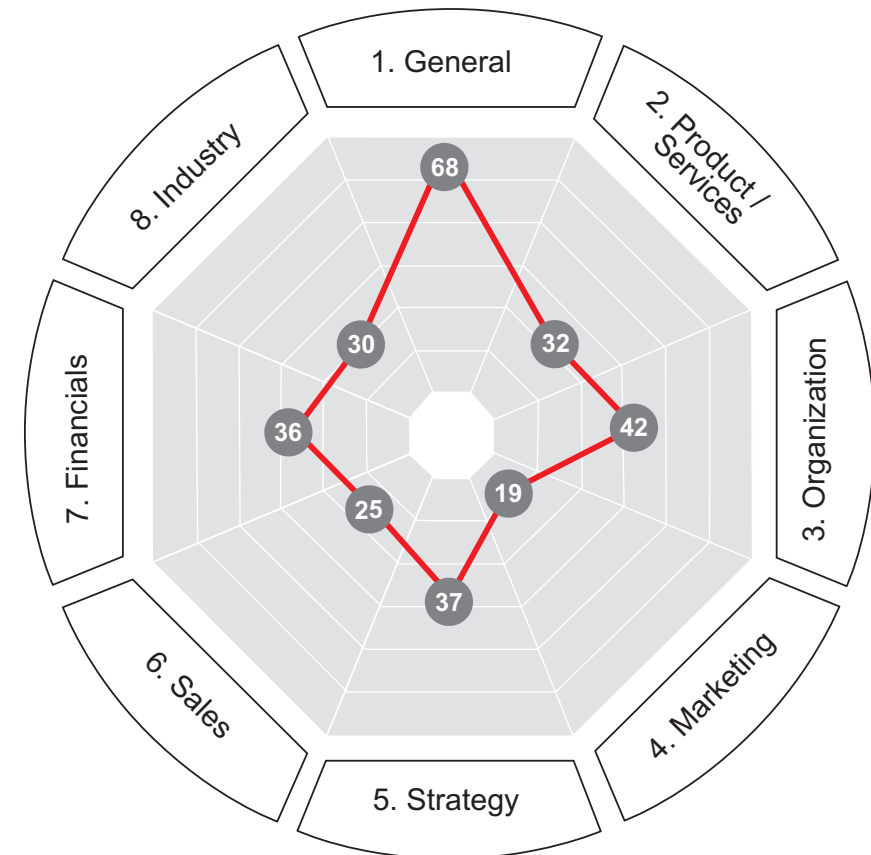 1. General
2. Product /
Services
3. Organization
4. Marketing
5. Strategy
6. Sales
7. Financials
8. Industry
68
32
42
19
37
25
36
30